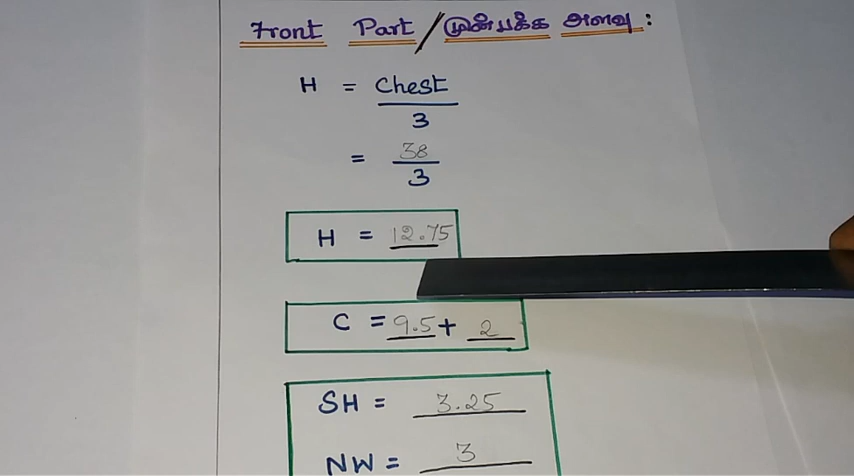 Front Part / முன்பக்க அளவு :
H = Chest
3
= 38
3
H = 12.75
C = 9.5 + 2
SH = 3.25
NW = 3